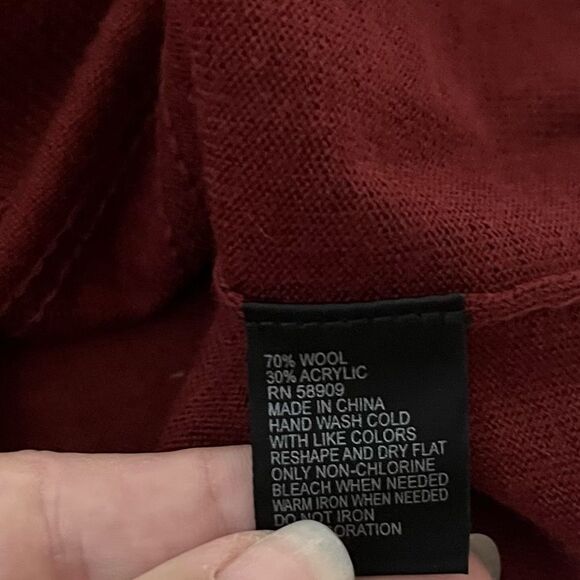 70% WOOL
30% ACRYLIC
RN 58909
MADE IN CHINA
HAND WASH COLD
WITH LIKE COLORS
RESHAPE AND DRY FLAT
ONLY NON-CHLORINE
BLEACH WHEN NEEDED
WARM IRON WHEN NEEDED
DO NOT IRON